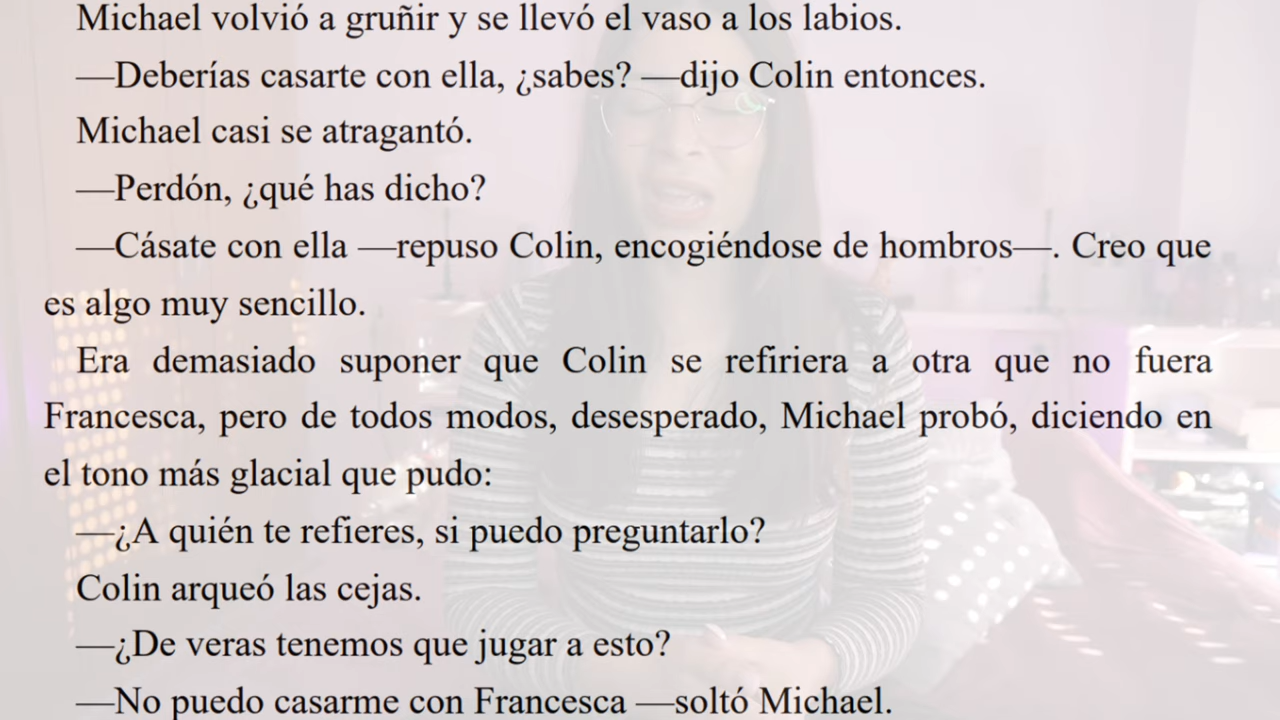 Michael volvió a gruñir y se llevó el vaso a los labios.
—Deberías casarte con ella, ¿sabes? —dijo Colin entonces.
Michael casi se atragantó.
—Perdón, ¿qué has dicho?
—Cásate con ella —repuso Colin, encogiéndose de hombros—. Creo que
es algo muy sencillo.
Era demasiado suponer que Colin se refiriera a otra que no fuera
Francesca, pero de todos modos, desesperado, Michael probó, diciendo en
el tono más glacial que pudo:
—¿A quién te refieres, si puedo preguntarlo?
Colin arqueó las cejas.
—¿De veras tenemos que jugar a esto?
—No puedo casarme con Francesca —soltó Michael.